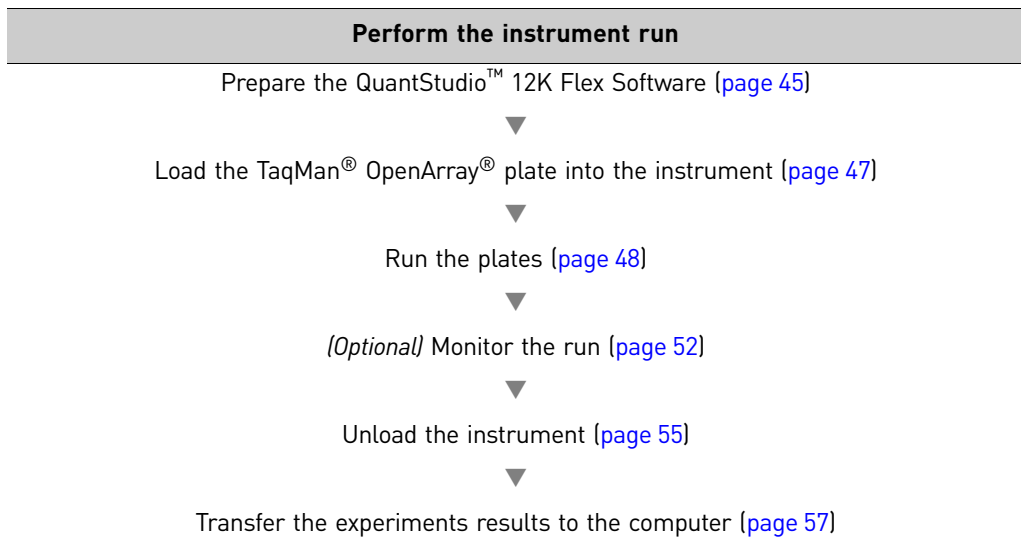 Perform the instrument run
Prepare the QuantStudio™ 12K Flex Software (page 45)
Load the TaqMan® OpenArray® plate into the instrument (page 47)
Run the plates (page 48)
(Optional) Monitor the run (page 52)
Unload the instrument (page 55)
Transfer the experiments results to the computer (page 57)